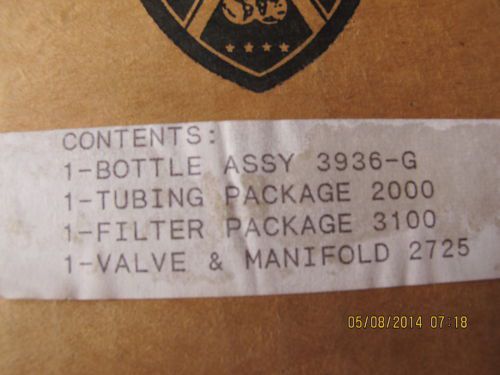 CONTENTS:
1-BOTTLE ASSY 3936-G
1-TUBING PACKAGE 2000
1-FILTER PACKAGE 3100
1-VALVE & MANIFOLD 2725
05/08/2014 07:18